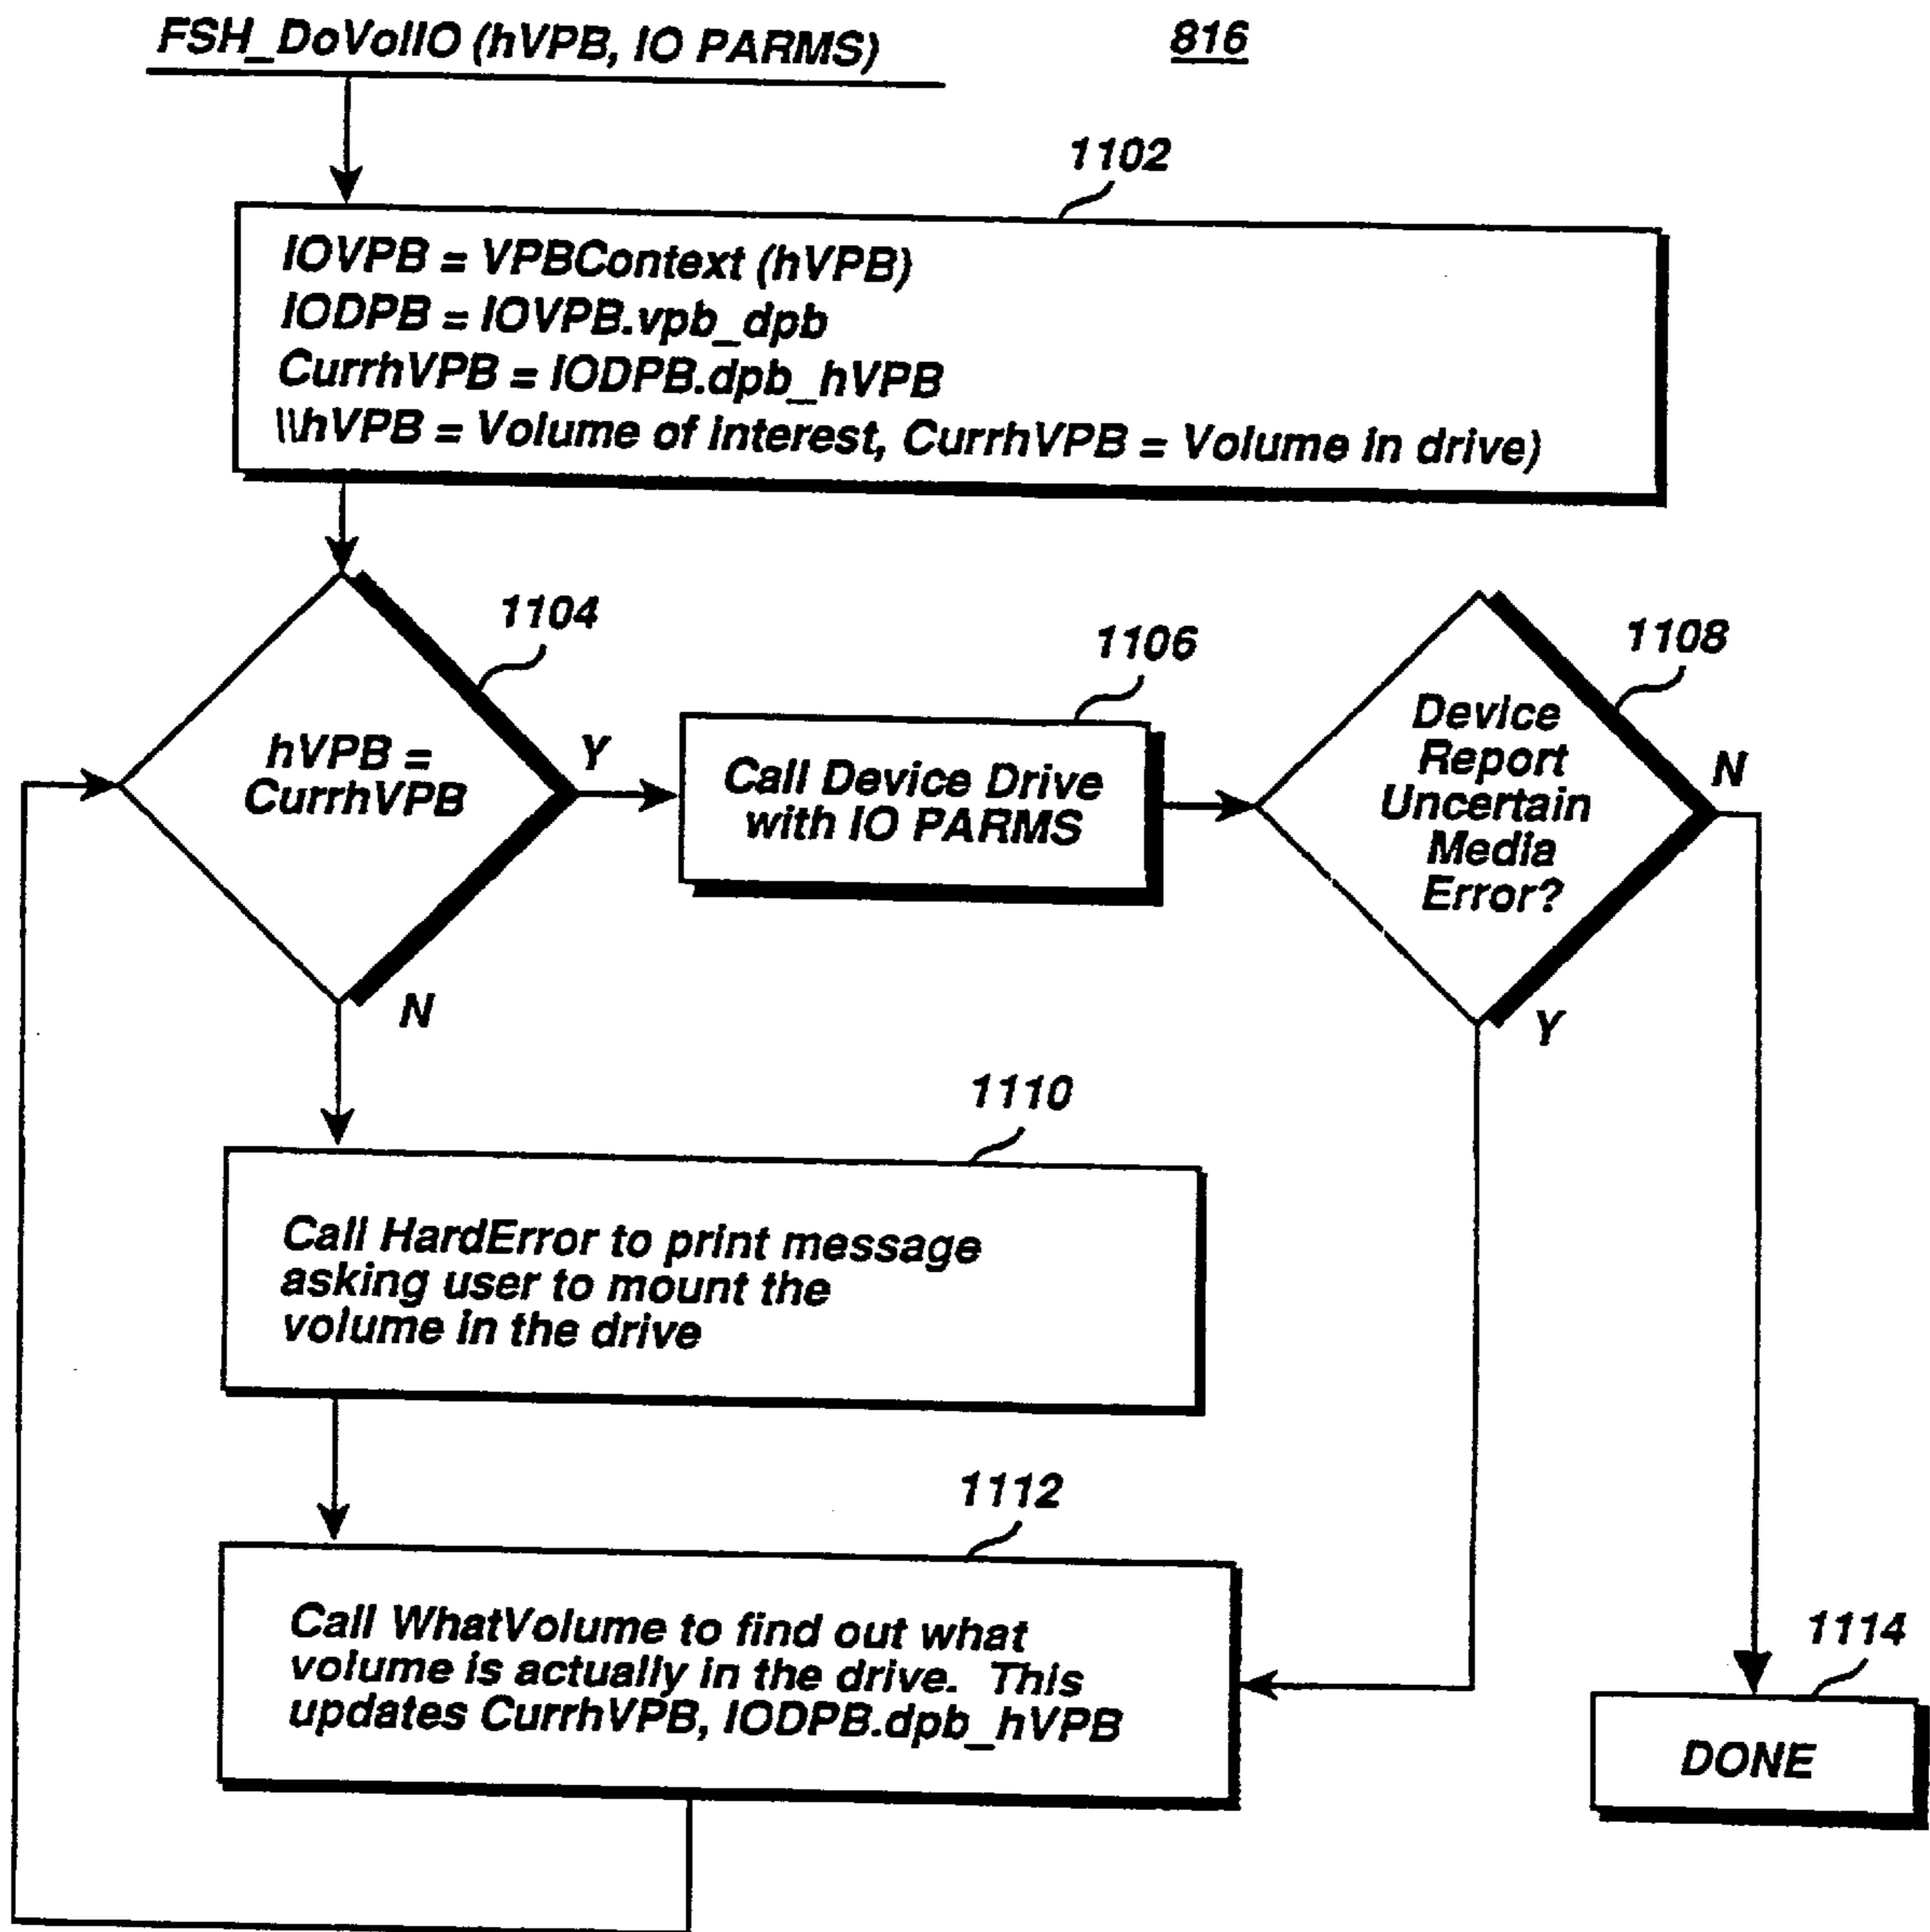 FSH_DoVolIO (hVPB, IO PARMS)
816
1102
IOVPB = VPBContext (hVPB)
IODPB = IOVPB.vpb_dpb
CurrhVPB = IODPB.dpb_hVPB
\\hVPB = Volume of interest, CurrhVPB = Volume in drive)
1104
hVPB =
CurrhVPB
Y
N
1106
Call Device Drive
with IO PARMS
1108
Device
Report
Uncertain
Media
Error?
N
Y
1110
Call HardError to print message
asking user to mount the
volume in the drive
1112
Call WhatVolume to find out what
volume is actually in the drive. This
updates CurrhVPB, IODPB.dpb_hVPB
1114
DONE